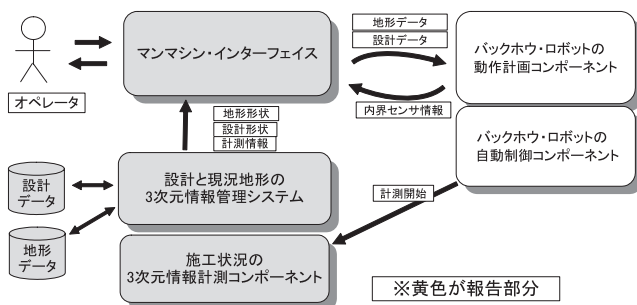 オペレータ
マンマシン・インターフェイス
地形データ
設計データ
内界センサ情報
バックホウ・ロボットの
動作計画コンポーネント
バックホウ・ロボットの
自動制御コンポーネント
地形形状
設計形状
計測情報
設計
データ
地形
データ
設計と現況地形の
3次元情報管理システム
計測開始
施工状況の
3次元情報計測コンポーネント
※黄色が報告部分